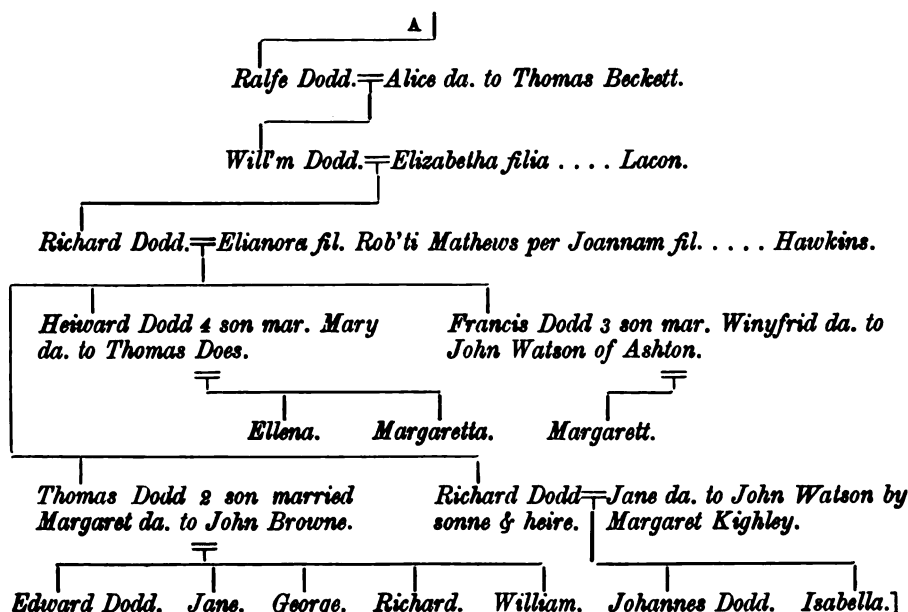 A
Ralfe Dodd.=Alice da. to Thomas Beckett.
Will'm Dodd.=Elizabetha filia . . . . Lacon.
Richard Dodd.=Elianora fil. Rob'ti Mathews per Joannam fil. . . . . Hawkins.
Heiward Dodd 4 son mar. Mary
da. to Thomas Does.
Francis Dodd 3 son mar. Winyfrid da. to
John Watson of Ashton.
Ellena. Margaretta. Margarett.
Thomas Dodd 2 son married
Margaret da. to John Browne.
Richard Dodd=Jane da. to John Watson by
sonne & heire. Margaret Kighley.
Edward Dodd. Jane. George. Richard. William. Johannes Dodd. Isabella.]